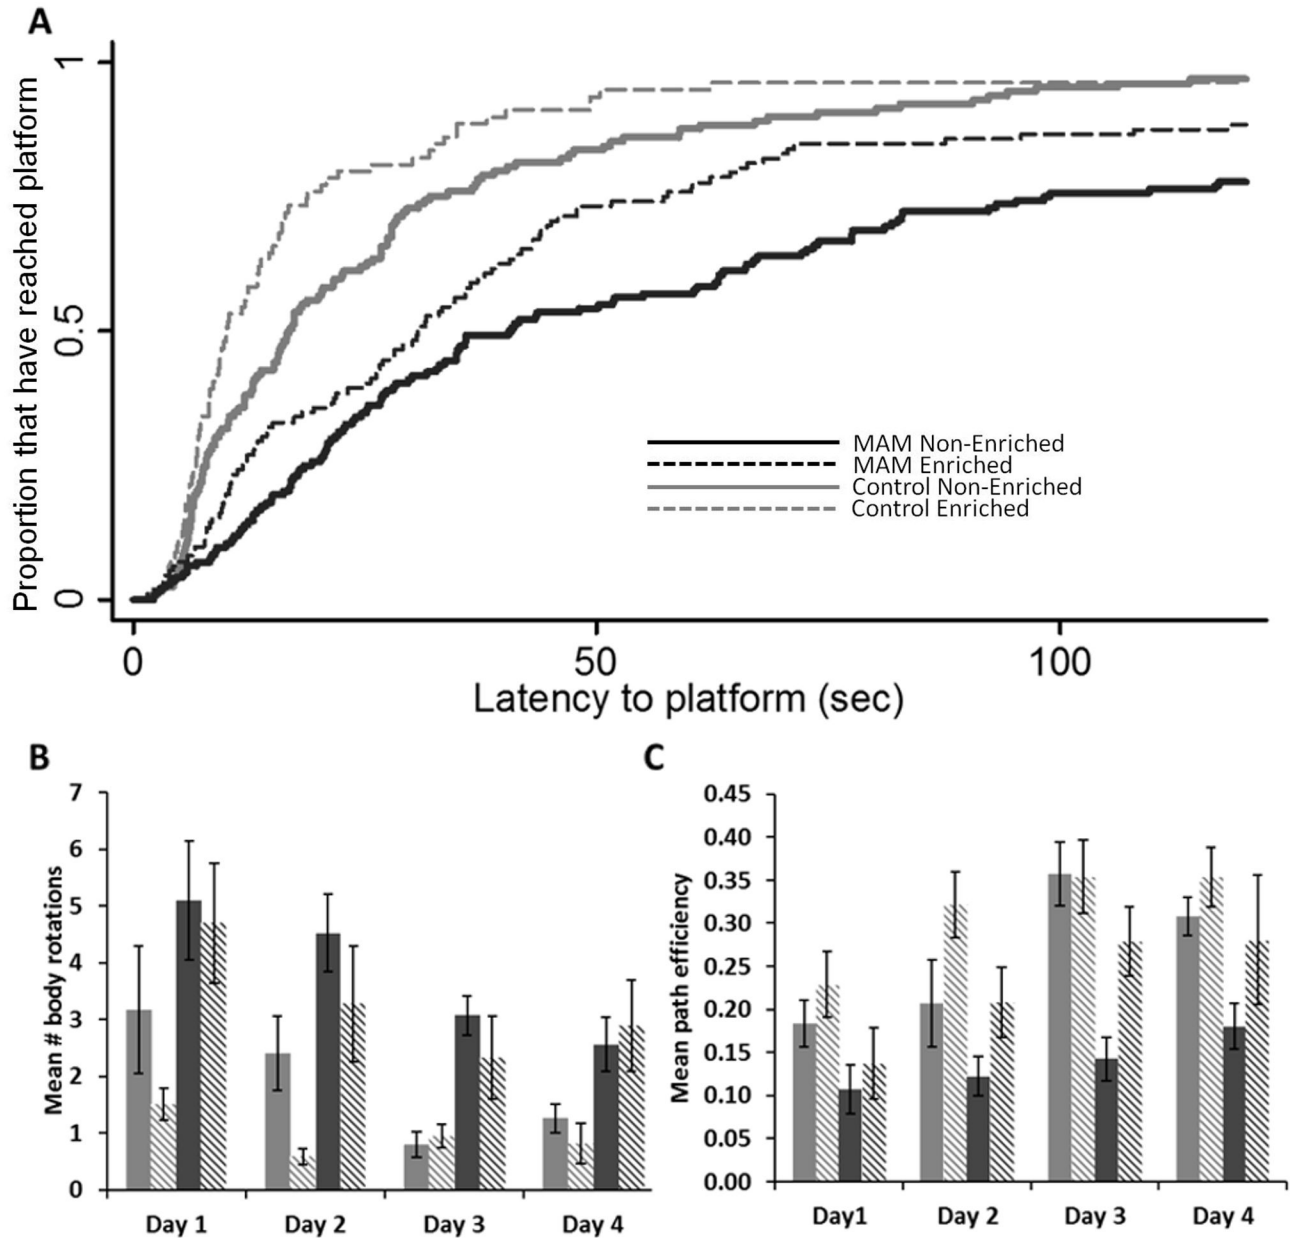 A
Proportion that have reached platform
1
0.5
0
MAM Non-Enriched
MAM Enriched
Control Non-Enriched
Control Enriched
0 50 100
Latency to platform (sec)
B
Mean # body rotations
7
6
5
4
3
2
1
0
Day 1 Day 2 Day 3 Day 4
C
Mean path efficiency
0.45
0.40
0.35
0.30
0.25
0.20
0.15
0.10
0.05
0.00
Day1 Day 2 Day 3 Day 4